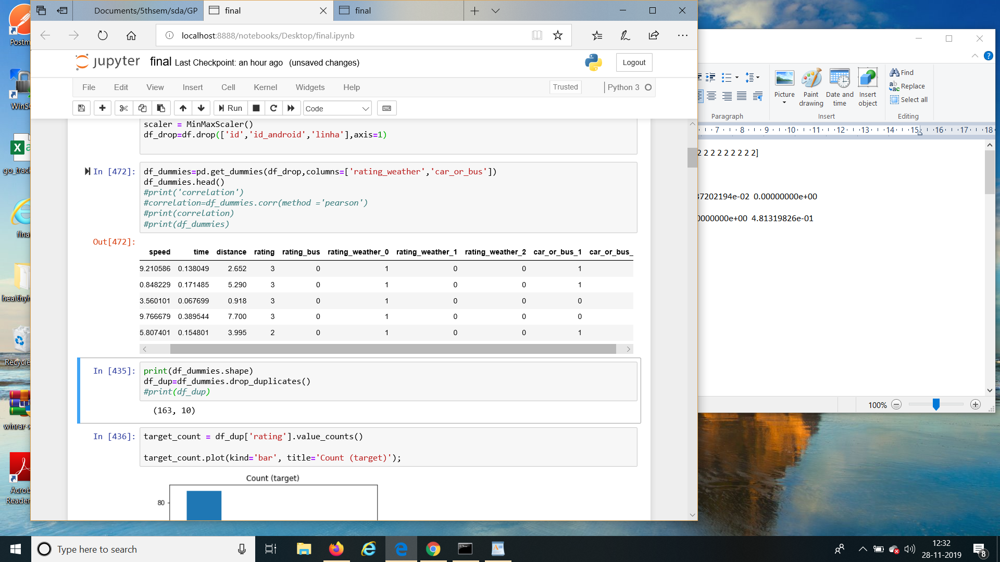 Documents/5thsem/sda/GP
final
final
localhost:8888/notebooks/Desktop/final.ipynb
jupyter final Last Checkpoint: an hour ago (unsaved changes)
Logout
File Edit View Insert Cell Kernel Widgets Help
Trusted
Python 3
Run
Code
scaler = MinMaxScaler()
df_drop=df.drop(['id','id_android','linha'],axis=1)
In [472]:
df_dummies=pd.get_dummies(df_drop,columns=['rating_weather','car_or_bus'])
df_dummies.head()
#print('correlation')
#correlation=df_dummies.corr(method ='pearson')
#print(correlation)
#print(df_dummies)
Out[472]:
speed time distance rating rating_bus rating_weather_0 rating_weather_1 rating_weather_2 car_or_bus_1 car_or_bus_
9.210586 0.138049 2.652 3 0 1 0 0 1
0.848229 0.171485 5.290 3 0 1 0 0 1
3.560101 0.067699 0.918 3 0 1 0 0 0
9.766679 0.389544 7.700 3 0 1 0 0 0
5.807401 0.154801 3.995 2 0 1 0 0 1
In [435]:
print(df_dummies.shape)
df_dup=df_dummies.drop_duplicates()
#print(df_dup)
(163, 10)
In [436]:
target_count = df_dup['rating'].value_counts()
target_count.plot(kind='bar', title='Count (target)');
Count (target)
80
Picture
Paint drawing
Date and time
Insert object
Find
Replace
Select all
Paragraph
Insert
Editing
7 8 9 10 11 12 13 14 15 16 17 18
2 2 2 2 2 2 2 2 2]
37202194e-02 0.00000000e+00
0000000e+00 4.81319826e-01
100%
Postm
WinSC
X
go_track
final
healthyh
Recycle
winrar-x
Acrob
Reader
Type here to search
12:32
28-11-2019
8